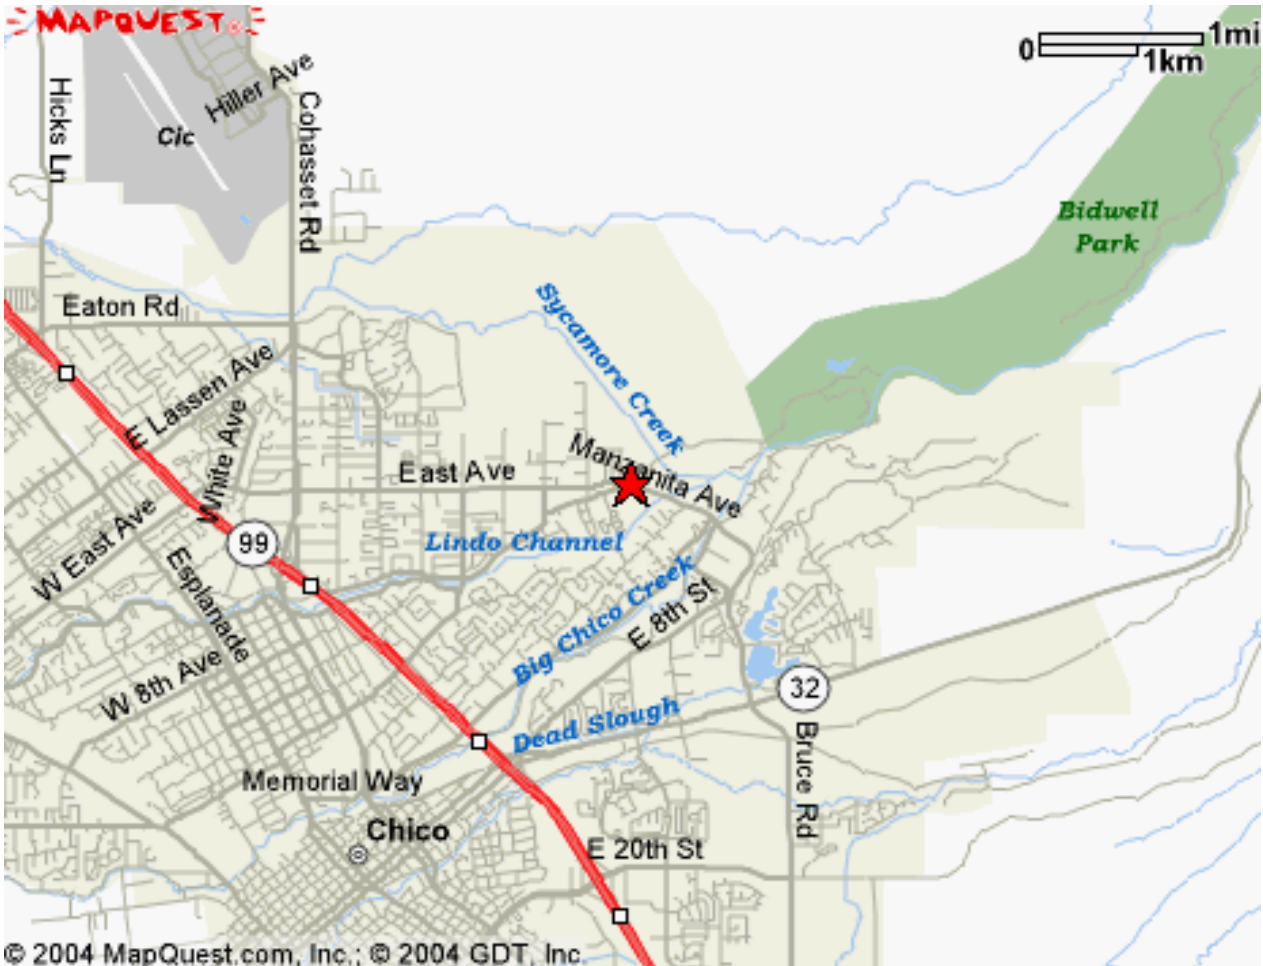 MAPQUEST
0
1mi
1km
Hicks Ln
Hiller Ave
Cic
Cohasset Rd
Bidwell
Park
Eaton Rd
Sycamore Creek
E Lassen Ave
White Ave
East Ave
Manzanita Ave
W East Ave
99
Lindo Channel
Esplanade
Big Chico Creek
E 8th St
W 8th Ave
32
Dead Slough
Bruce Rd
Memorial Way
Chico
E 20th St
© 2004 MapQuest.com, Inc.; © 2004 GDT, Inc.